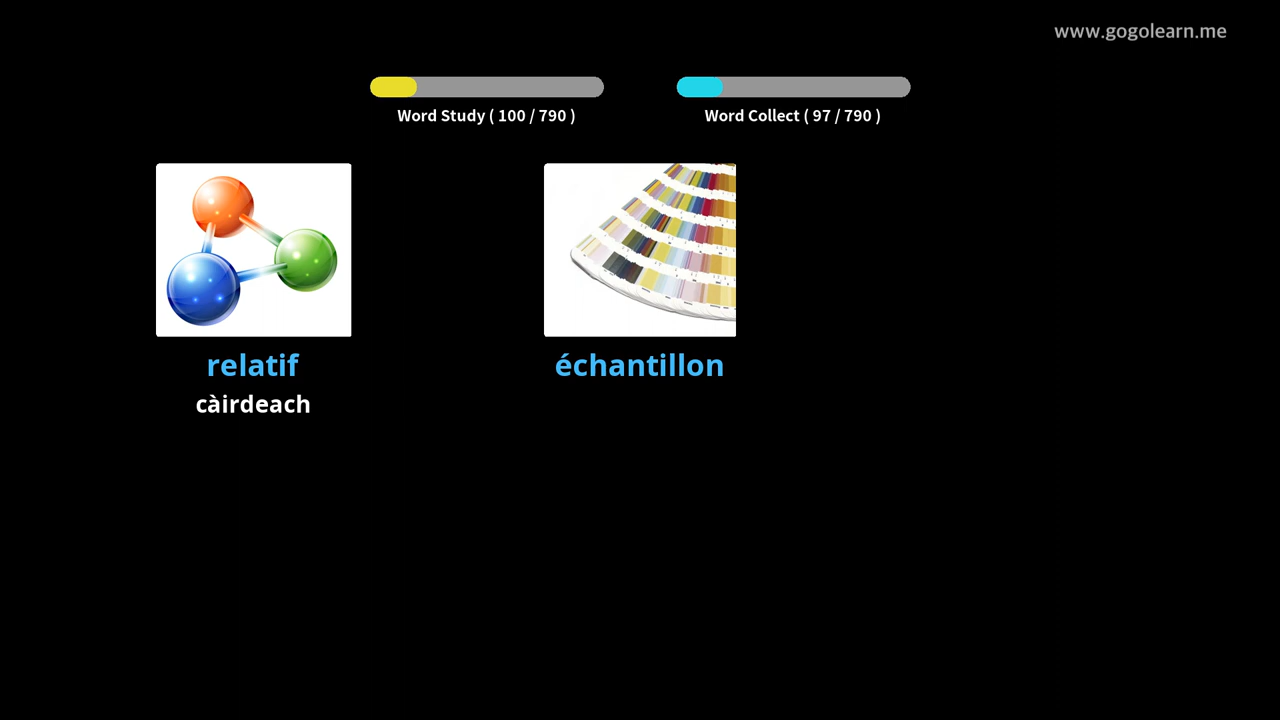 www.gogolearn.me
Word Study ( 100 / 790 )
Word Collect ( 97 / 790 )
relatif
càirdeach
échantillon